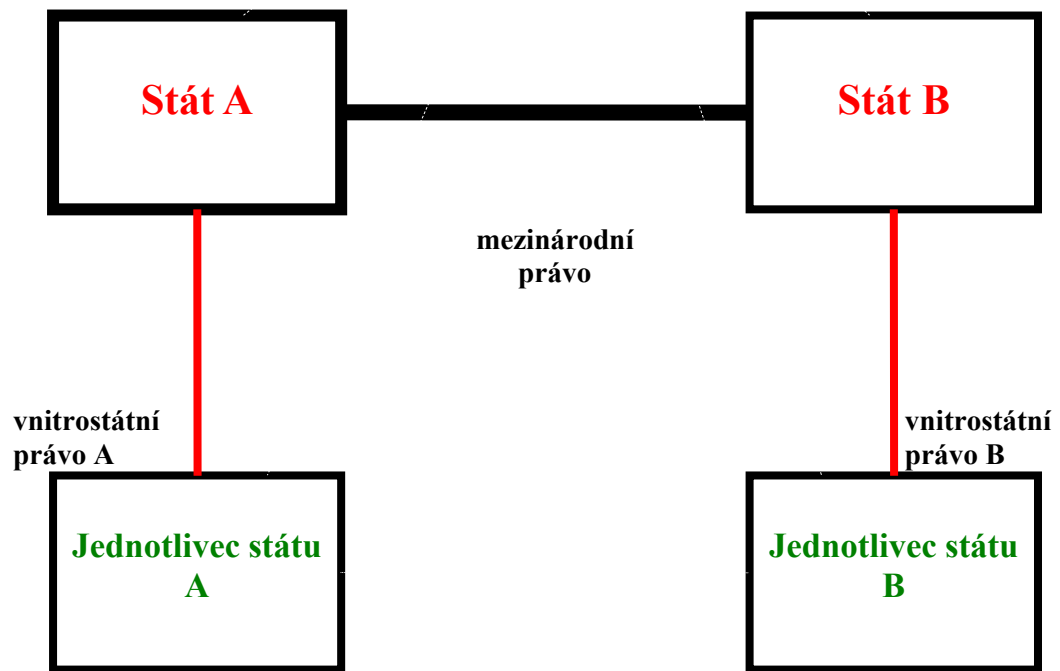 Stát A
Stát B
mezinárodní
právo
vnitrostátní
právo A
vnitrostátní
právo B
Jednotlivec státu
A
Jednotlivec státu
B